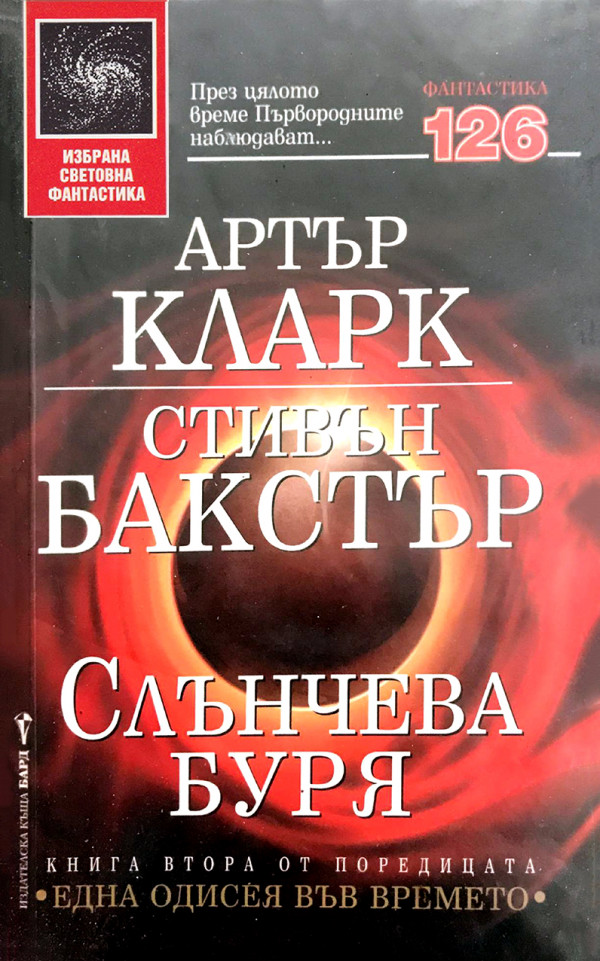 ИЗБРАНА
СВЕТОВНА
ФАНТАСТИКА
През цялото
време Първородните
наблюдават...
ФАНТАСТИКА
126
АРТЪР
КЛАРК
СТИВЪН
БАКСТЪР
СЛЪНЧЕВА
БУРЯ
КНИГА ВТОРА ОТ ПОРЕДИЦАТА
•ЕДНА ОДИСЕЯ ВЪВ ВРЕМЕТО•
ИЗДАТЕЛСКА КЪЩА БАРД